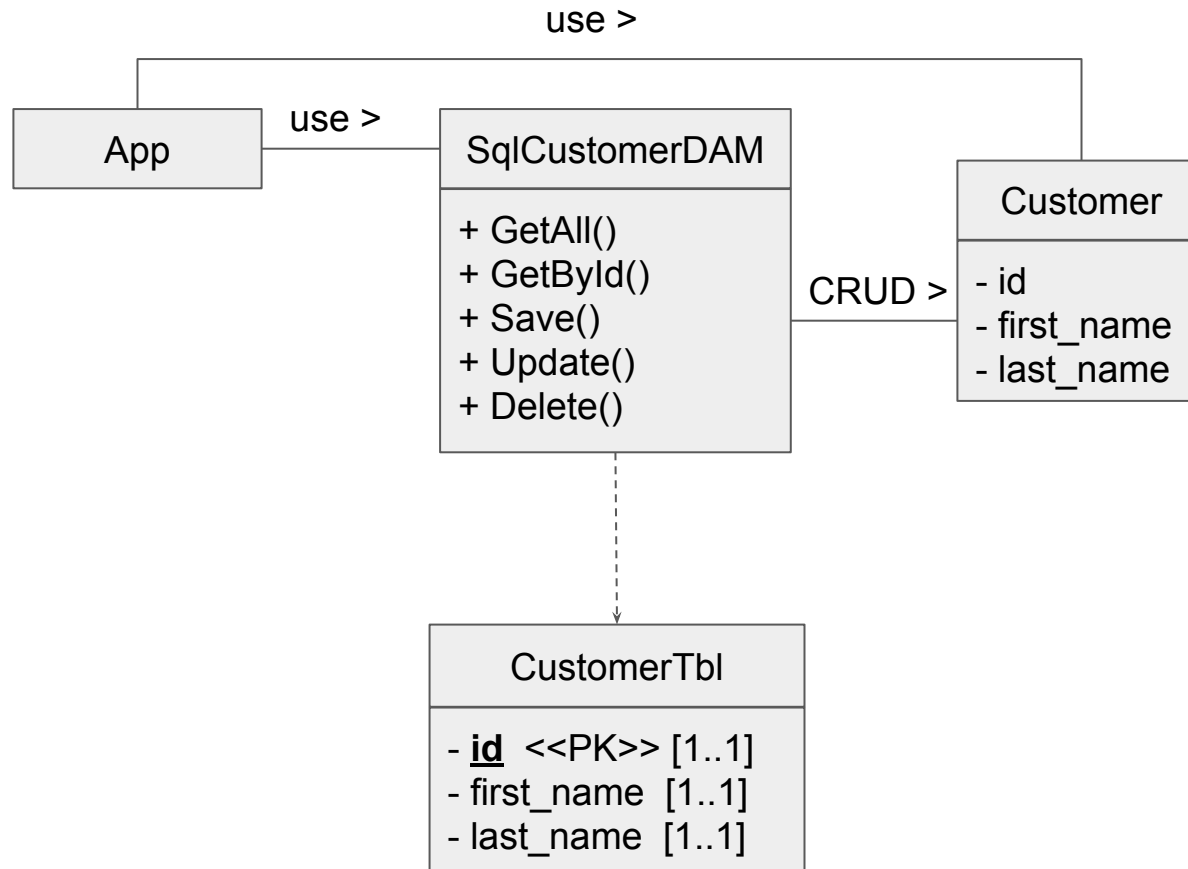 use >
App
use >
SqlCustomerDAM
+ GetAll()
+ GetById()
+ Save()
+ Update()
+ Delete()
CRUD >
Customer
- id
- first_name
- last_name
CustomerTbl
- id <<PK>> [1..1]
- first_name [1..1]
- last_name [1..1]